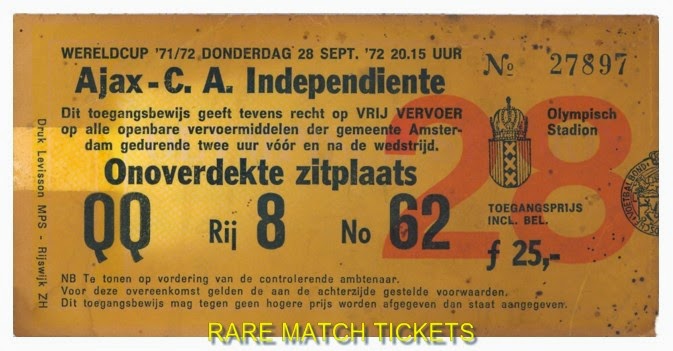 WERELDCUP '71/72 DONDERDAG 28 SEPT. '72 20.15 UUR
Nº 27897
Ajax - C. A. Independiente
Dit toegangsbewijs geeft tevens recht op VRIJ VERVOER
op alle openbare vervoermiddelen der gemeente Amster-
dam gedurende twee uur vóór en na de wedstrijd.
Olympisch
Stadion
28
Onoverdekte zitplaats
QQ Rij 8 No 62
TOEGANGSPRIJS
INCL. BEL.
f 25,-
NB Te tonen op vordering van de controlerende ambtenaar.
Voor deze overeenkomst gelden de aan de achterzijde gestelde voorwaarden.
Dit toegangsbewijs mag tegen geen hogere prijs worden afgegeven dan staat aangegeven.
Druk Levisson MPS - Rijswijk ZH
RARE MATCH TICKETS